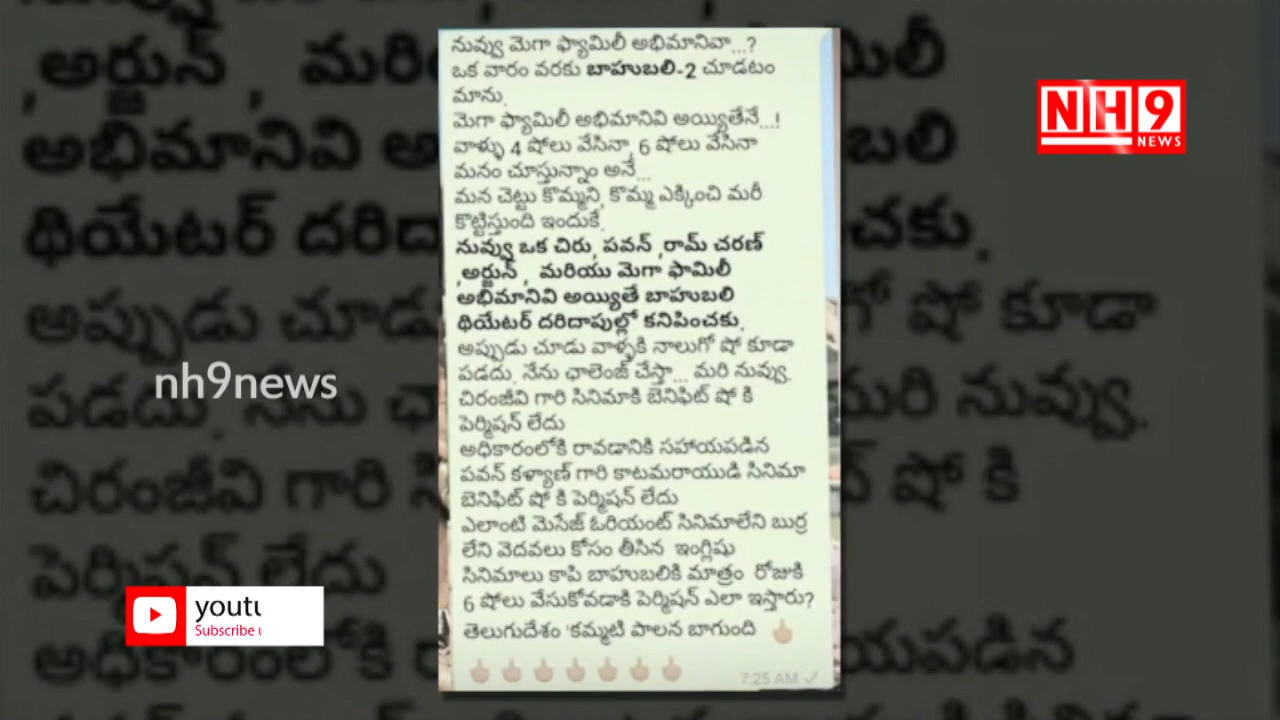 నువ్వు మెగా ఫ్యామిలీ అభిమానివా...?
ఒక వారం వరకు బాహుబలి-2 చూడటం
మాను.
మెగా ఫ్యామిలీ అభిమానివి అయ్యితేనే...!
వాళ్ళు 4 షోలు వేసినా, 6 షోలు వేసినా
మనం చూస్తున్నాం అనే...
మన చెట్టు కొమ్మని, కొమ్మ ఎక్కించి మరీ
కొట్టిస్తుంది ఇందుకే.
నువ్వు ఒక చిరు, పవన్ ,రామ్ చరణ్
,అర్జున్ , మరియు మెగా ఫామిలీ
అభిమానివి అయ్యితే బాహుబలి
థియేటర్ దరిదాపుల్లో కనిపించకు.
అప్పుడు చూడు వాళ్ళకి నాలుగో షో కూడా
పడదు. నేను ఛాలెంజ్ చేస్తా... మరి నువ్వు.
చిరంజీవి గారి సినిమాకి బెనిఫిట్ షో కి
పెర్మిషన్ లేదు
అధికారంలోకి రావడానికి సహాయపడిన
పవన్ కళ్యాణ్ గారి కాటమరాయుడి సినిమా
బెనిఫిట్ షో కి పెర్మిషన్ లేదు
ఎలాంటి మెసేజ్ ఓరియంట్ సినిమాలేని బుర్ర
లేని వెదవలు కోసం తీసిన ఇంగ్లిషు
సినిమాలు కాపి బాహుబలికి మాత్రం రోజుకి
6 షోలు వేసుకోవడాకి పెర్మిషన్ ఎలా ఇస్తారు?
తెలుగుదేశం 'కమ్మటి పాలన బాగుంది
7:25 AM
NH9
NEWS
nh9news
youtu
Subscribe